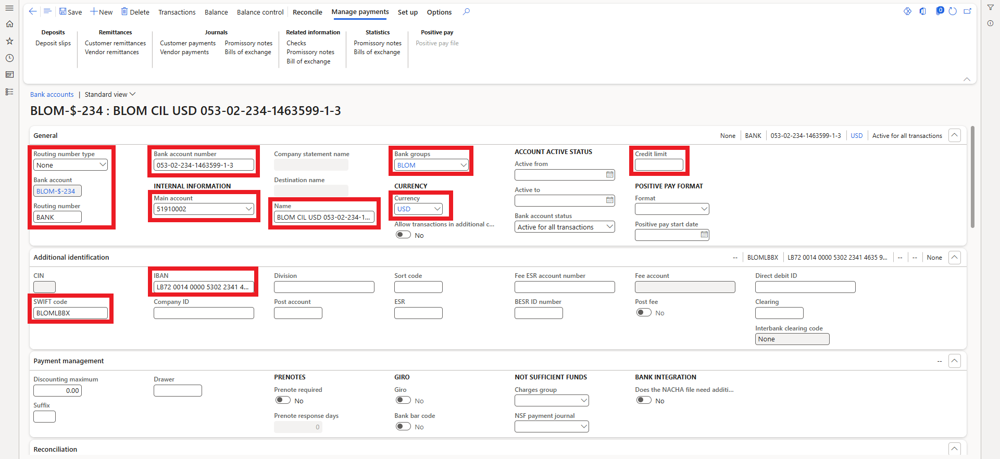 Save New Delete Transactions Balance Balance control Reconcile Manage payments Set up Options 0
Deposits Remittances Journals Related information Statistics Positive pay
Deposit slips Customer remittances Customer payments Promissory notes Checks Promissory notes Positive pay file
Vendor remittances Vendor payments Bills of exchange Promissory notes Bills of exchange
Bill of exchange
Bank accounts | Standard view
BLOM-$-234 : BLOM CIL USD 053-02-234-1463599-1-3
General None BANK 053-02-234-1463599-1-3 USD Active for all transactions
Routing number type
None
Bank account
BLOM-$-234
Routing number
BANK
Bank account number
053-02-234-1463599-1-3
INTERNAL INFORMATION
Main account
51910002
Company statement name
Destination name
Name
BLOM CIL USD 053-02-234-1...
Bank groups
BLOM
CURRENCY
Currency
USD
Allow transactions in additional c...
No
ACCOUNT ACTIVE STATUS
Active from
Active to
Bank account status
Active for all transactions
Credit limit
POSITIVE PAY FORMAT
Format
Positive pay start date
Additional identification -- BLOMLBBX LB72 0014 0000 5302 2341 4635 9... -- -- None
CIN
SWIFT code
BLOMLBBX
IBAN
LB72 0014 0000 5302 2341 4...
Company ID
Division
Post account
Sort code
ESR
Fee ESR account number
BESR ID number
Fee account
Post fee
No
Direct debit ID
Clearing
Interbank clearing code
None
Payment management --
Discounting maximum
0.00
Suffix
Drawer
PRENOTES
Prenote required
No
Prenote response days
0
GIRO
Giro
No
Bank bar code
No
NOT SUFFICIENT FUNDS
Charges group
NSF payment journal
BANK INTEGRATION
Does the NACHA file need additi...
No
Reconciliation